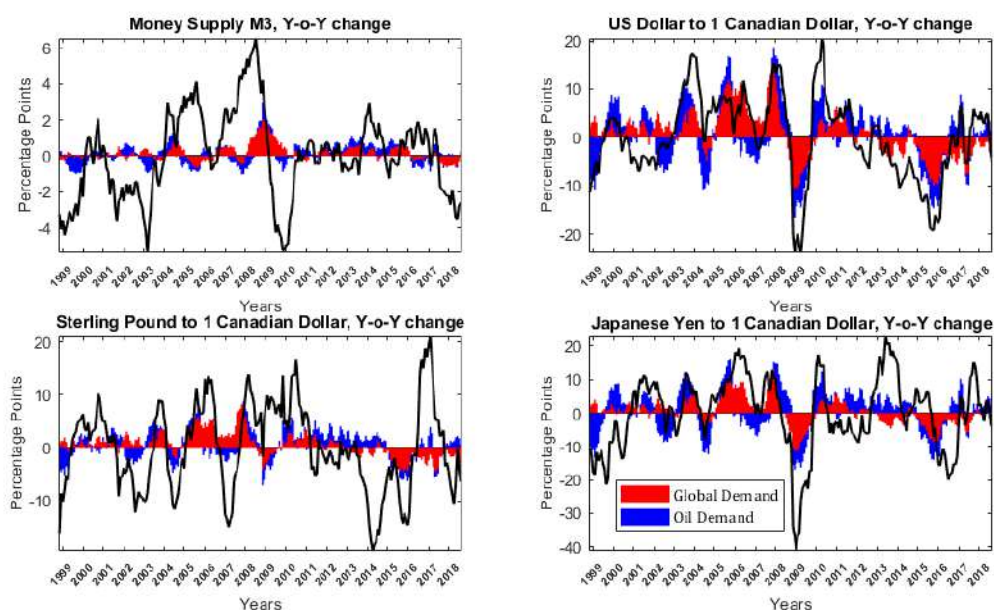 Money Supply M3, Y-o-Y change
Percentage Points
6
4
2
0
-2
-4
1999 2000 2001 2002 2003 2004 2005 2006 2007 2008 2009 2010 2011 2012 2013 2014 2015 2016 2017 2018
Years
US Dollar to 1 Canadian Dollar, Y-o-Y change
Percentage Points
20
10
0
-10
-20
1999 2000 2001 2002 2003 2004 2005 2006 2007 2008 2009 2010 2011 2012 2013 2014 2015 2016 2017 2018
Years
Sterling Pound to 1 Canadian Dollar, Y-o-Y change
Percentage Points
20
10
0
-10
1999 2000 2001 2002 2003 2004 2005 2006 2007 2008 2009 2010 2011 2012 2013 2014 2015 2016 2017 2018
Years
Japanese Yen to 1 Canadian Dollar, Y-o-Y change
Percentage Points
20
10
0
-10
-20
-30
-40
Global Demand
Oil Demand
1999 2000 2001 2002 2003 2004 2005 2006 2007 2008 2009 2010 2011 2012 2013 2014 2015 2016 2017 2018
Years